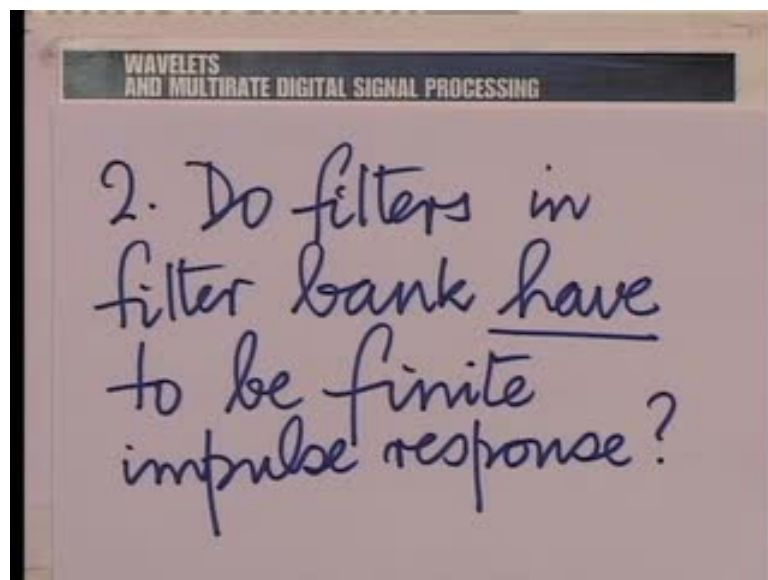 WAVELETS
AND MULTIRATE DIGITAL SIGNAL PROCESSING
2. Do filters in
filter bank have
to be finite
impulse response?